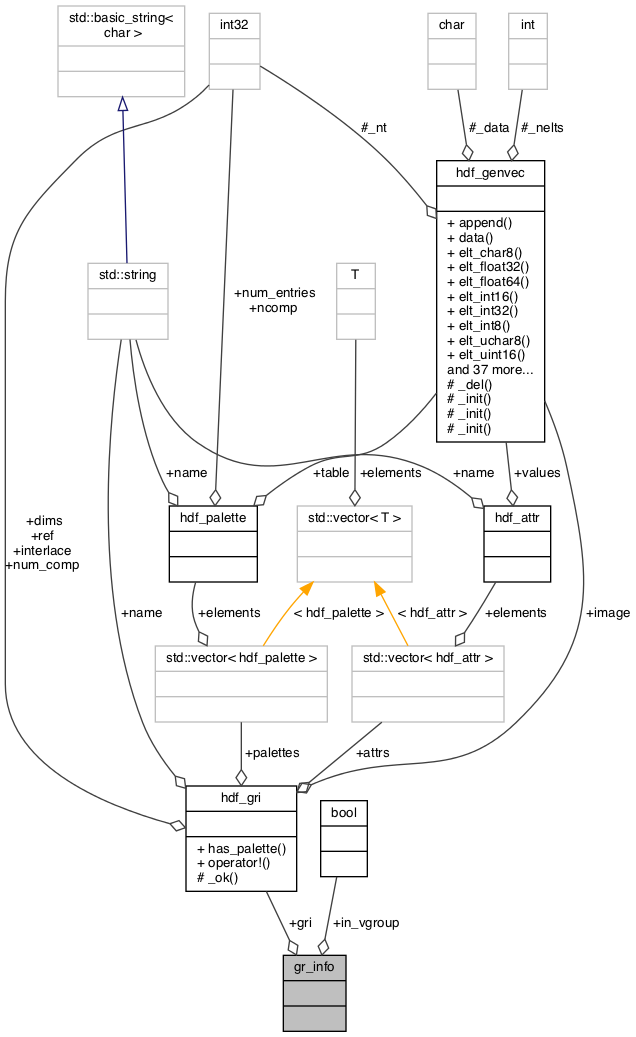 std::basic_string<
char >
int32
char
int
#_nt
#_data
#_nelts
hdf_genvec
+ append()
+ data()
+ elt_char8()
+ elt_float32()
+ elt_float64()
+ elt_int16()
+ elt_int32()
+ elt_int8()
+ elt_uchar8()
+ elt_uint16()
and 37 more...
# _del()
# _init()
# _init()
# _init()
std::string
T
+num_entries
+ncomp
+name
+table
+elements
+name
+values
+dims
+ref
+interlace
+num_comp
hdf_palette
std::vector< T >
hdf_attr
+name
+elements
< hdf_palette >
< hdf_attr >
+elements
+image
std::vector< hdf_palette >
std::vector< hdf_attr >
+palettes
+attrs
hdf_gri
+ has_palette()
+ operator!()
# _ok()
bool
+gri
+in_vgroup
gr_info